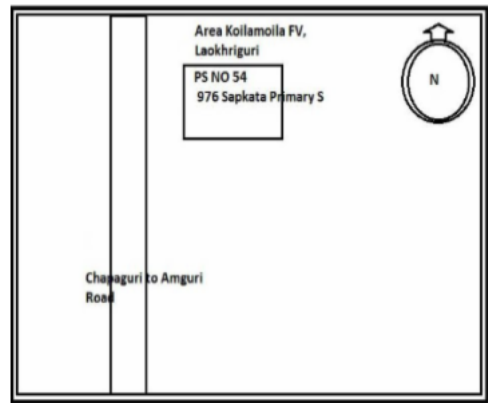 Area Koilamoila FV,
Laokhriguri
N
PS NO 54
976 Sapkata Primary S
Chapaguri to Amguri
Road